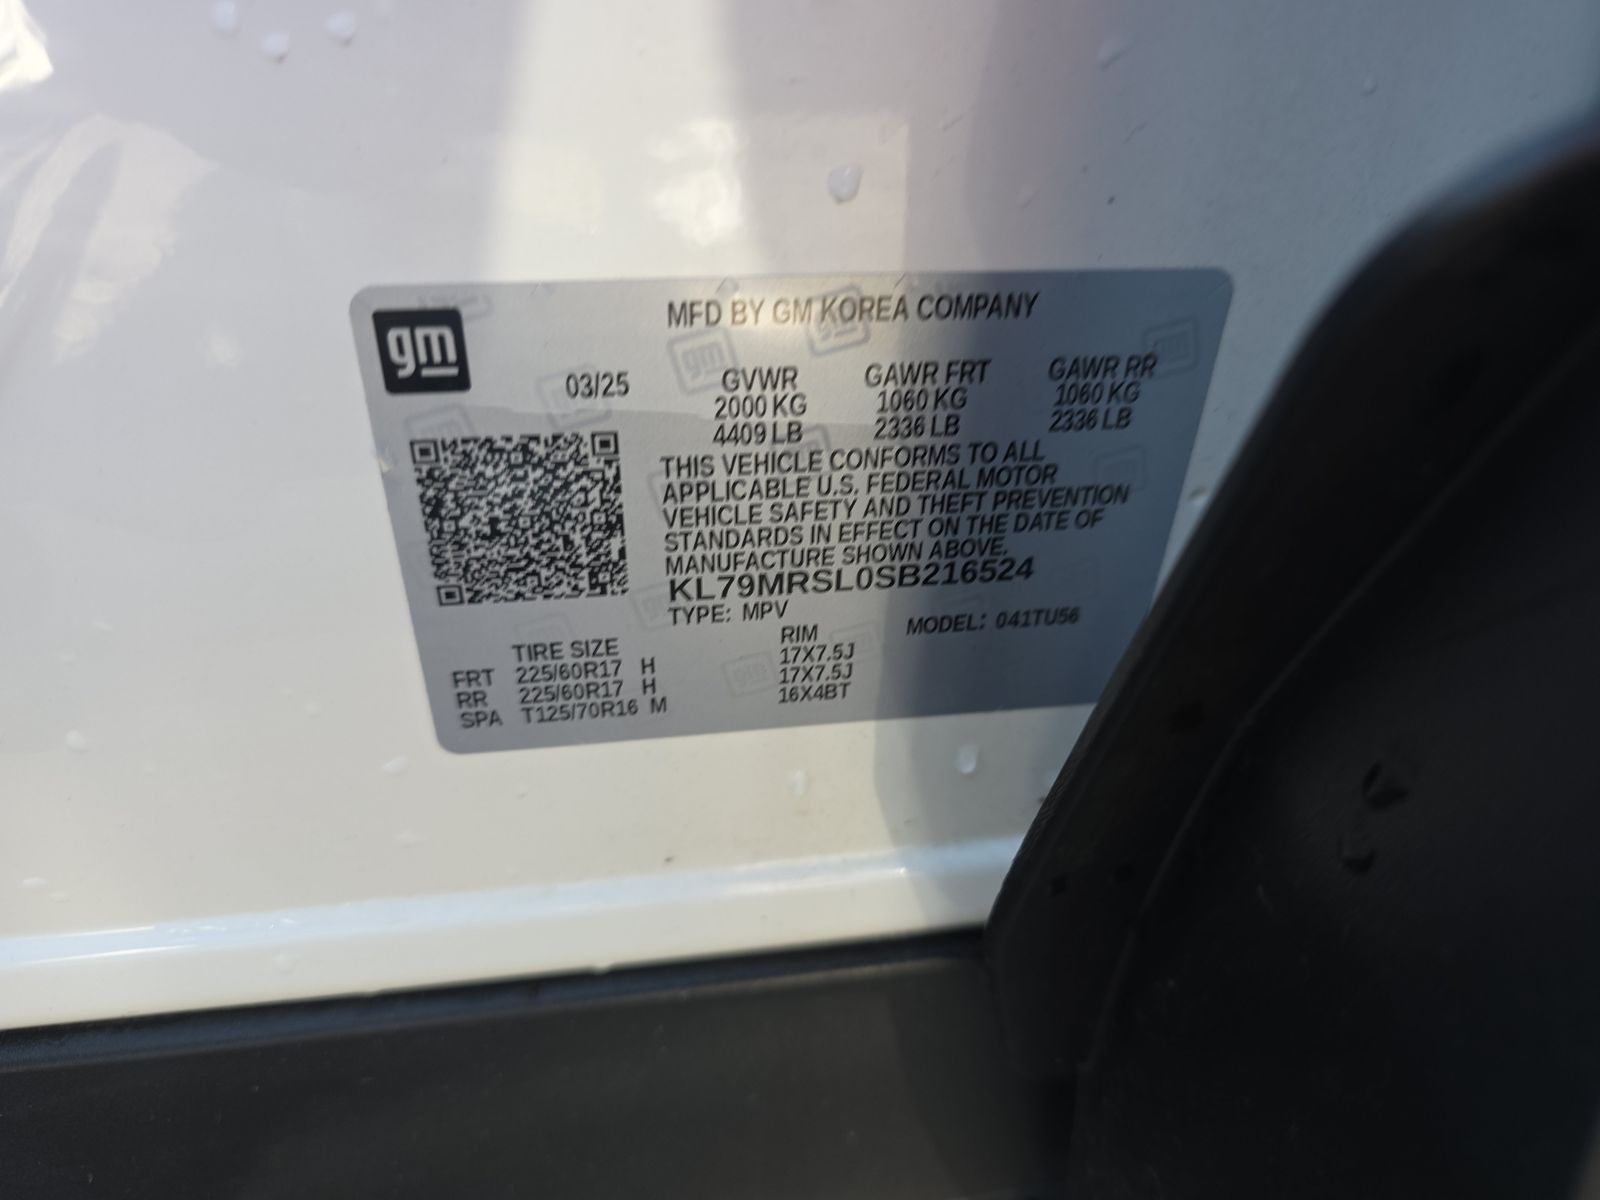 gm
MFD BY GM KOREA COMPANY
03/25 GVWR GAWR FRT GAWR RR
2000 KG 1060 KG 1060 KG
4409 LB 2336 LB 2336 LB
THIS VEHICLE CONFORMS TO ALL
APPLICABLE U.S. FEDERAL MOTOR
VEHICLE SAFETY AND THEFT PREVENTION
STANDARDS IN EFFECT ON THE DATE OF
MANUFACTURE SHOWN ABOVE.
KL79MRSL0SB216524
TYPE: MPV MODEL: 041TU56
TIRE SIZE RIM
FRT 225/60R17 H 17X7.5J
RR 225/60R17 H 17X7.5J
SPA T125/70R16 M 16X4BT